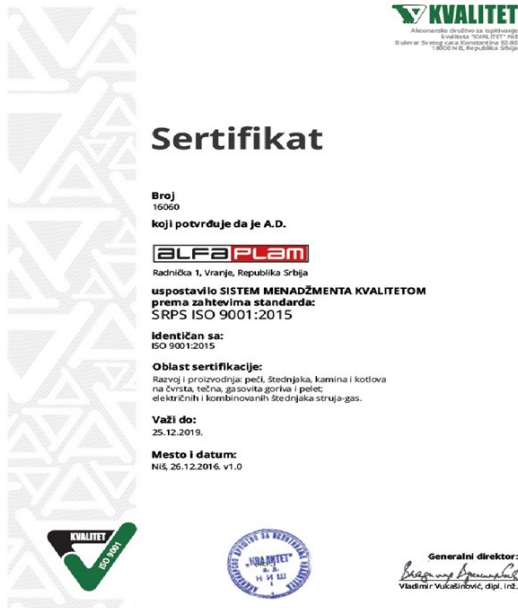 KVALITET
Akcionarsko društvo za ispitivanje
kvaliteta "KVALITET" Niš
Bulevar Svetog cara Konstantina 82-86
18000 Niš, Republika Srbija
Sertifikat
Broj
16060
koji potvrđuje da je A.D.
ALFA PLAM
Radnička 1, Vranje, Republika Srbija
uspostavilo SISTEM MENADŽMENTA KVALITETOM
prema zahtevima standarda:
SRPS ISO 9001:2015
identičan sa:
ISO 9001:2015
Oblast sertifikacije:
Razvoj i proizvodnja: peći, štednjaka, kamina i kotlova
na čvrsta, tečna, gasovita goriva i pelet;
električnih i kombinovanih štednjaka struja-gas.
Važi do:
25.12.2019.
Mesto i datum:
Niš, 26.12.2016. v1.0
KVALITET
ISO 9001
"КВАЛИТЕТ"
а. д.
НИШ
Generalni direktor:
Vladimir Vukašinović, dipl. inž.